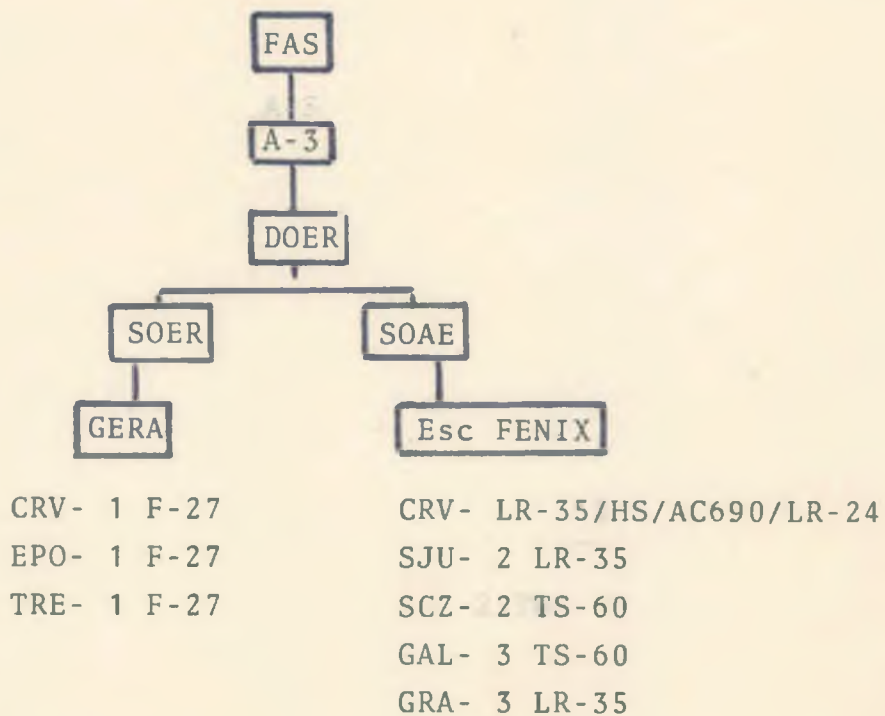 FAS
A-3
DOER
SOER SOAE
GERA Esc FENIX
CRV- 1 F-27
EPO- 1 F-27
TRE- 1 F-27
CRV- LR-35/HS/AC690/LR-24
SJU- 2 LR-35
SCZ- 2 TS-60
GAL- 3 TS-60
GRA- 3 LR-35